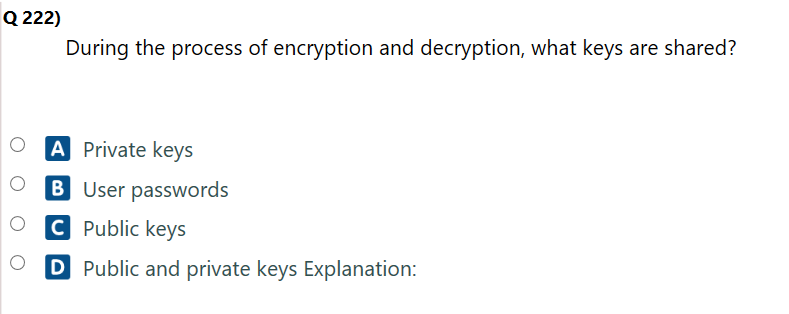 Q 222)
During the process of encryption and decryption, what keys are shared?
A Private keys
B User passwords
C Public keys
D Public and private keys Explanation: